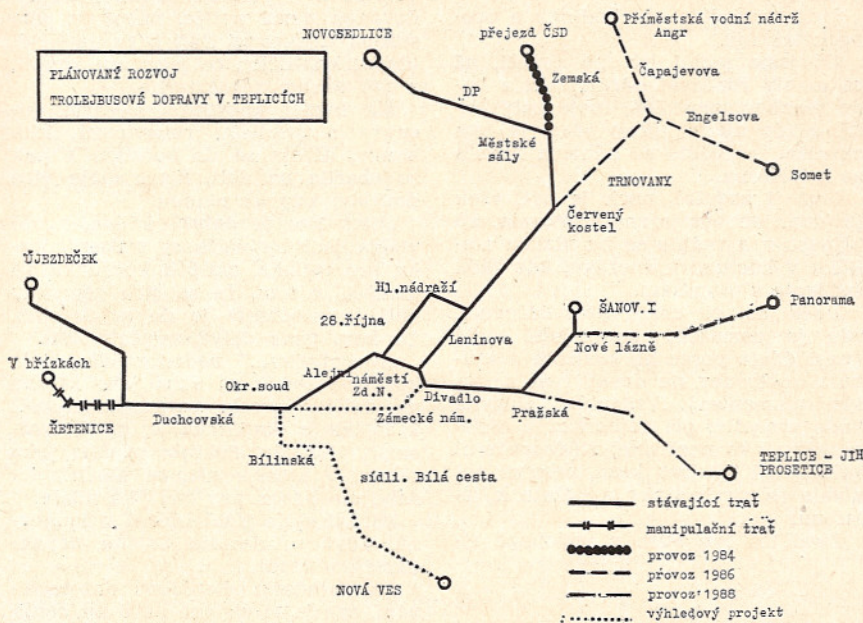 PLÁNOVANÝ ROZVOJ
TROLEJBUSOVÉ DOPRAVY V TEPLICÍCH
NOVOSEDLICE
přejezd ČSD
Příměstská vodní nádrž
Angr
Zemská
Čapajevova
DP
Engelsova
Městské
sály
Somet
TRNOVANY
Červený
kostel
ÚJEZDEČEK
Hl.nádraží
ŠANOV.I
Panorama
28.října
Leninova
Nové lázně
V břízkách
Okr.soud
Alejní
náměstí
Zd.N.
Divadlo
ŘETENICE
Duchcovská
Zámecké nám.
Pražská
Bílinská
sídli. Bílá cesta
TEPLICE - JIH
PROSETICE
NOVÁ VES
stávající trať
manipulační trať
provoz 1984
provoz 1986
provoz 1988
výhledový projekt